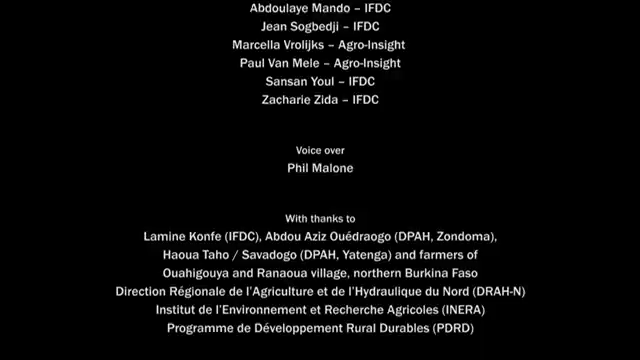 Abdoulaye Mando – IFDC
Jean Sogbedji – IFDC
Marcella Vrolijks – Agro-Insight
Paul Van Mele – Agro-Insight
Sansan Youl – IFDC
Zacharie Zida – IFDC
Voice over
Phil Malone
With thanks to
Lamine Konfe (IFDC), Abdou Aziz Ouédraogo (DPAH, Zondoma),
Haoua Taho / Savadogo (DPAH, Yatenga) and farmers of
Ouahigouya and Ranaoua village, northern Burkina Faso
Direction Régionale de l’Agriculture et de l’Hydraulique du Nord (DRAH-N)
Institut de l’Environnement et Recherche Agricoles (INERA)
Programme de Développement Rural Durables (PDRD)